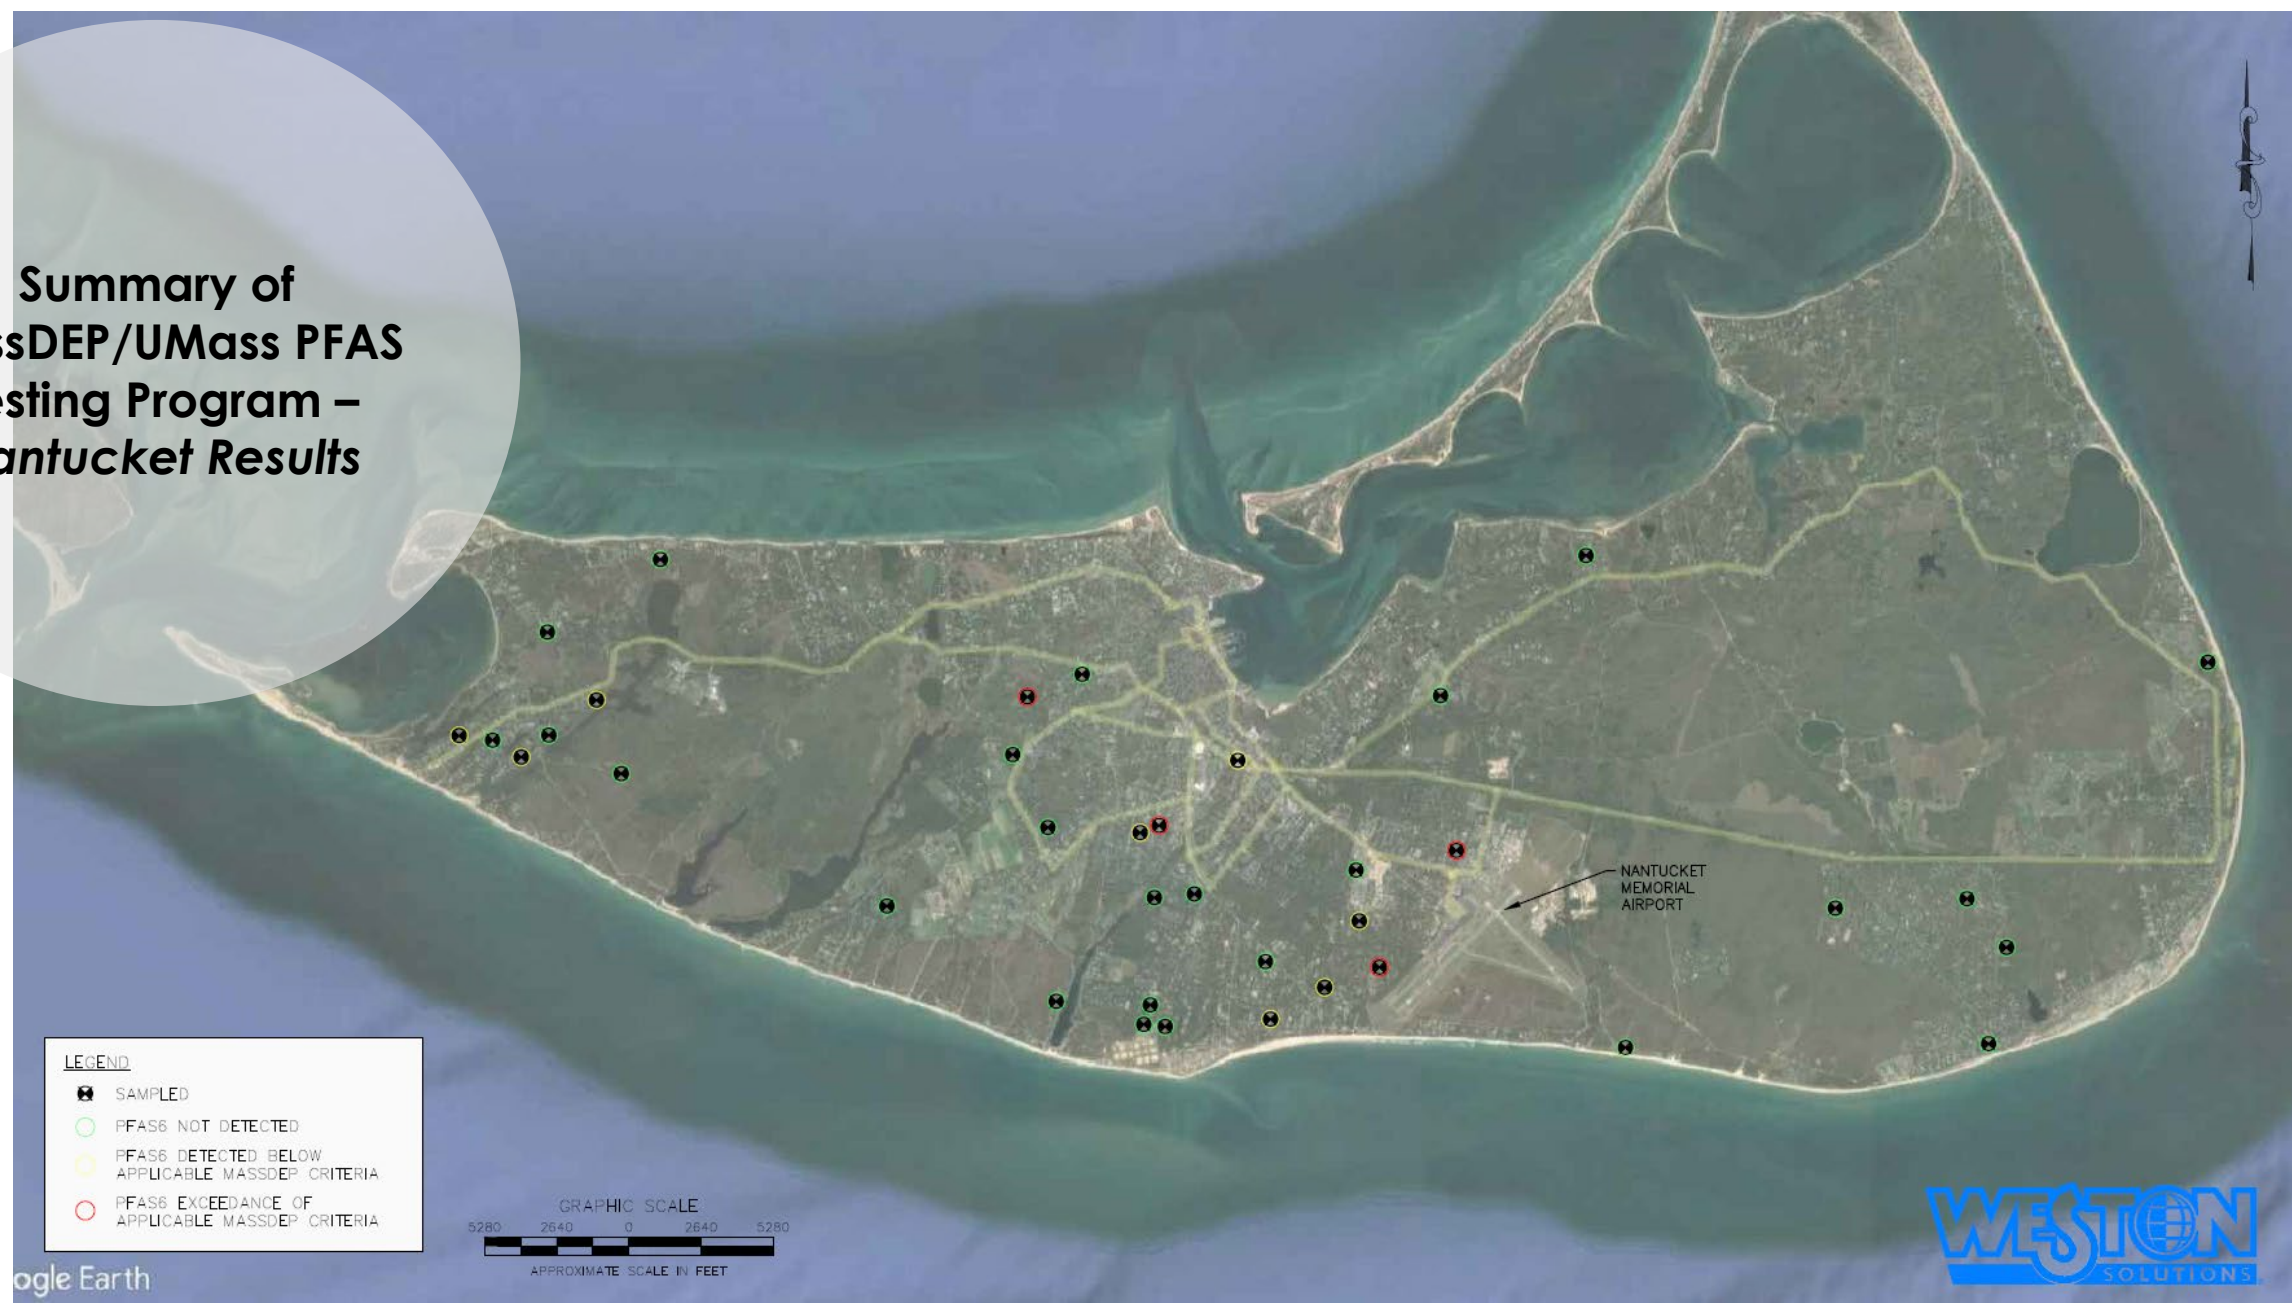 Summary of
ssDEP/UMass PFAS
esting Program –
antucket Results
NANTUCKET
MEMORIAL
AIRPORT
LEGEND
SAMPLED
PFAS6 NOT DETECTED
PFAS6 DETECTED BELOW
APPLICABLE MASSDEP CRITERIA
PFAS6 EXCEEDANCE OF
APPLICABLE MASSDEP CRITERIA
GRAPHIC SCALE
5280 2640 0 2640 5280
APPROXIMATE SCALE IN FEET
ogle Earth
WESTON
SOLUTIONS